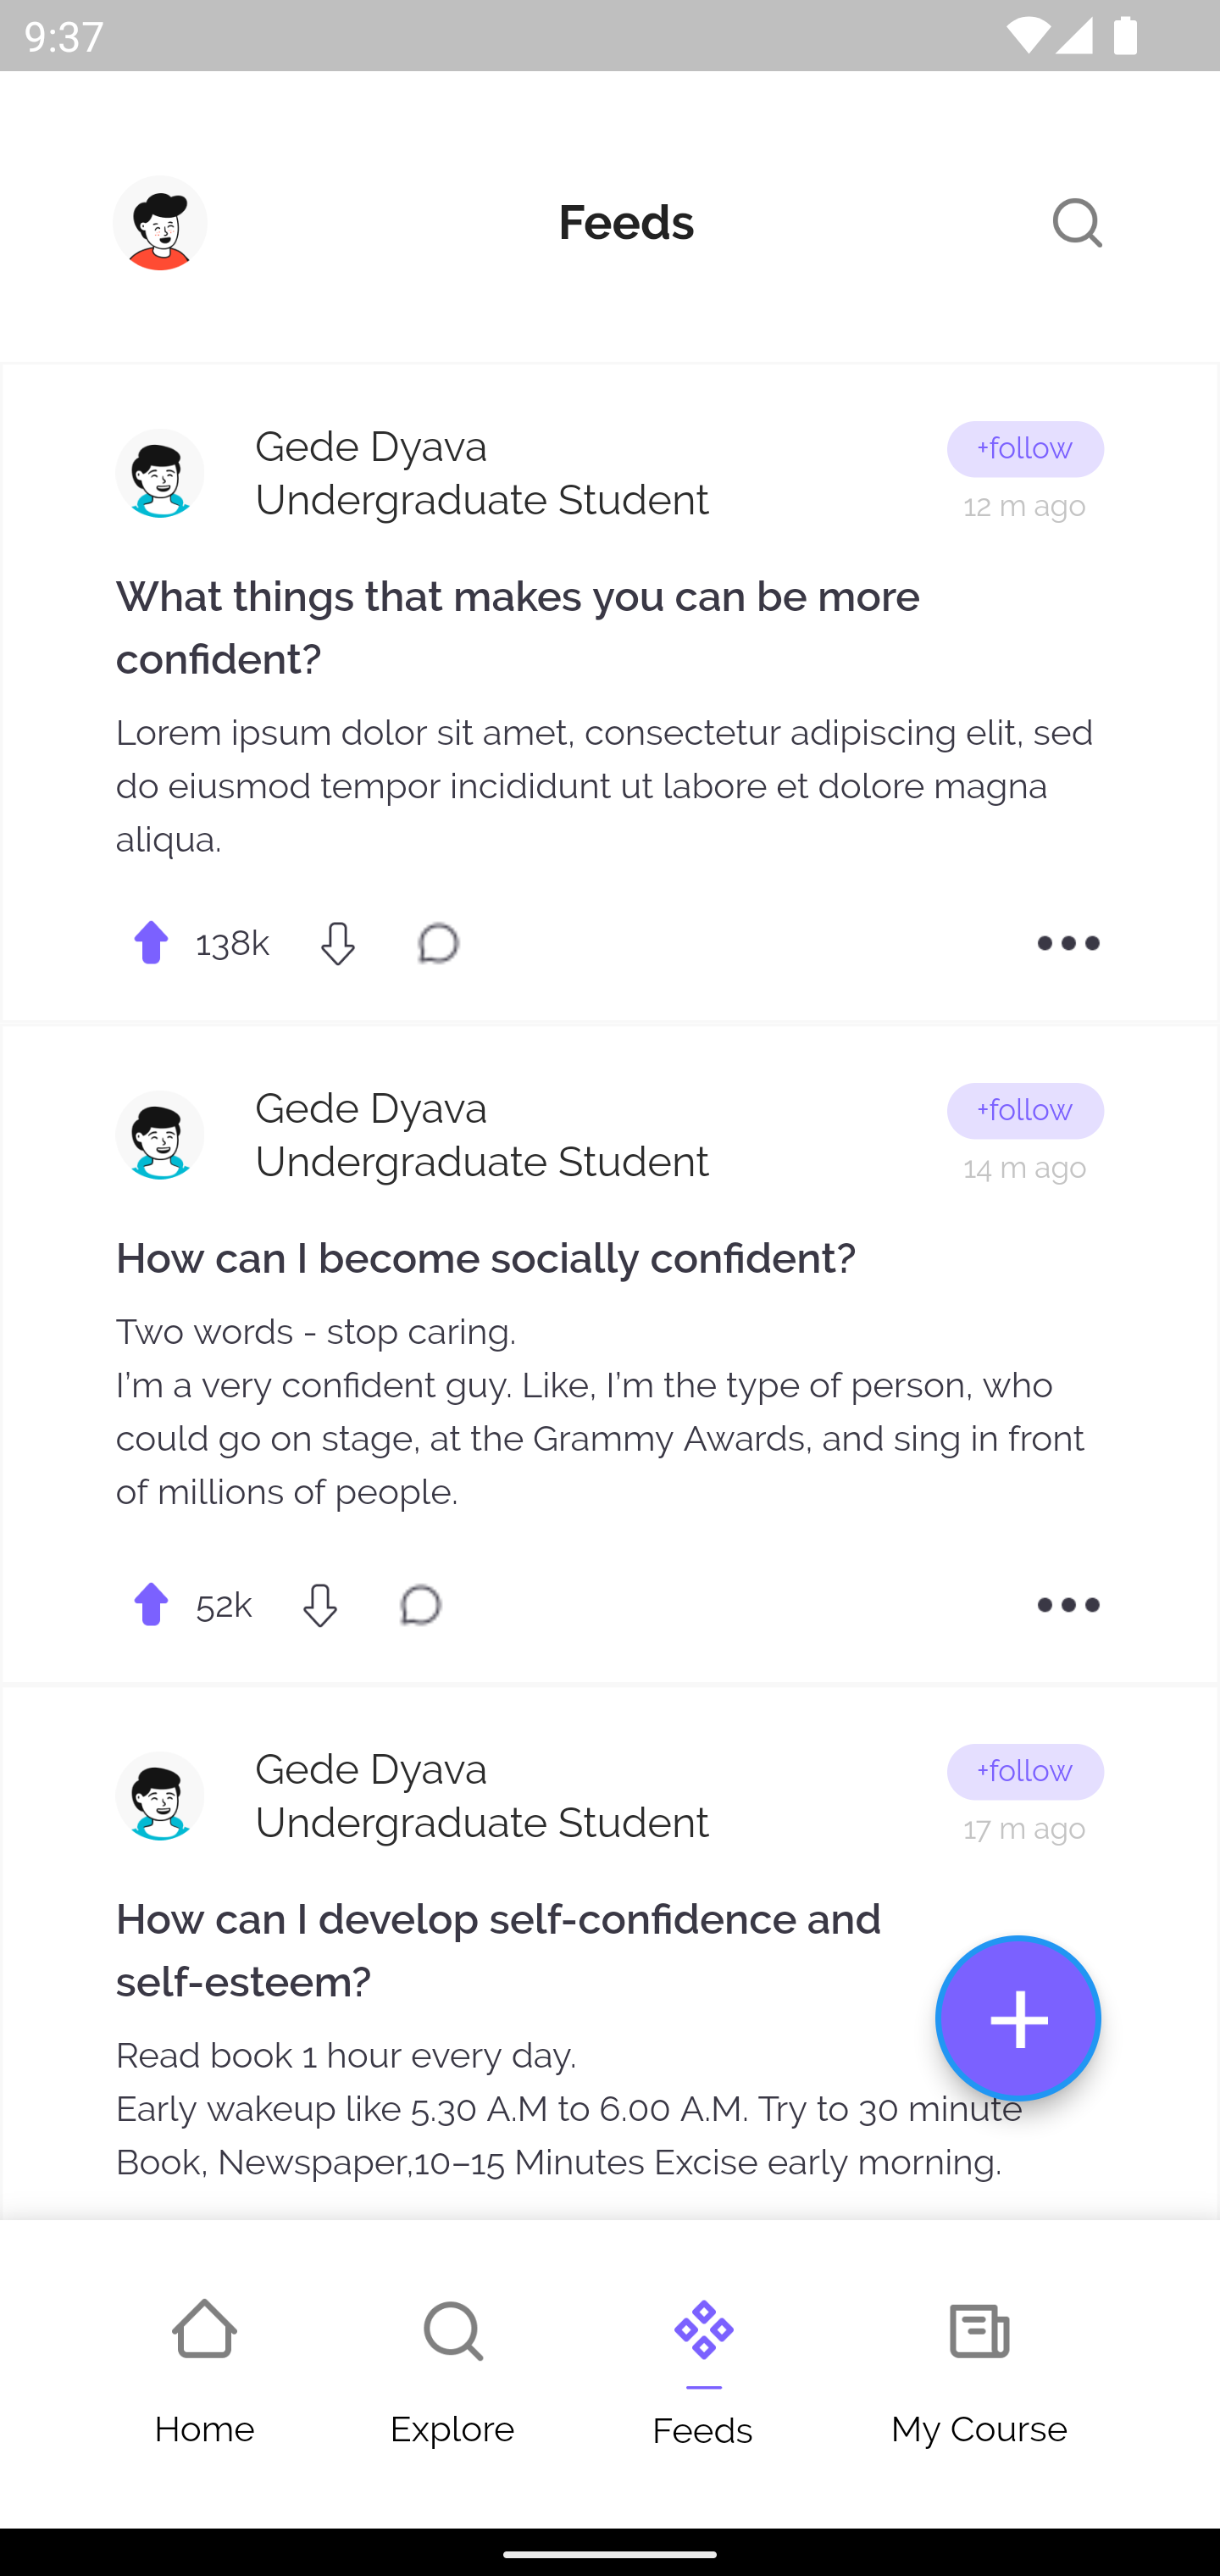 9:37
Feeds
Gede Dyava
Undergraduate Student
+follow
12 m ago
What things that makes you can be more
confident?
Lorem ipsum dolor sit amet, consectetur adipiscing elit, sed
do eiusmod tempor incididunt ut labore et dolore magna
aliqua.
138k
Gede Dyava
Undergraduate Student
+follow
14 m ago
How can I become socially confident?
Two words - stop caring.
I’m a very confident guy. Like, I’m the type of person, who
could go on stage, at the Grammy Awards, and sing in front
of millions of people.
52k
Gede Dyava
Undergraduate Student
+follow
17 m ago
How can I develop self-confidence and
self-esteem?
Read book 1 hour every day.
Early wakeup like 5.30 A.M to 6.00 A.M. Try to 30 minute
Book, Newspaper,10–15 Minutes Excise early morning.
Home
Explore
Feeds
My Course